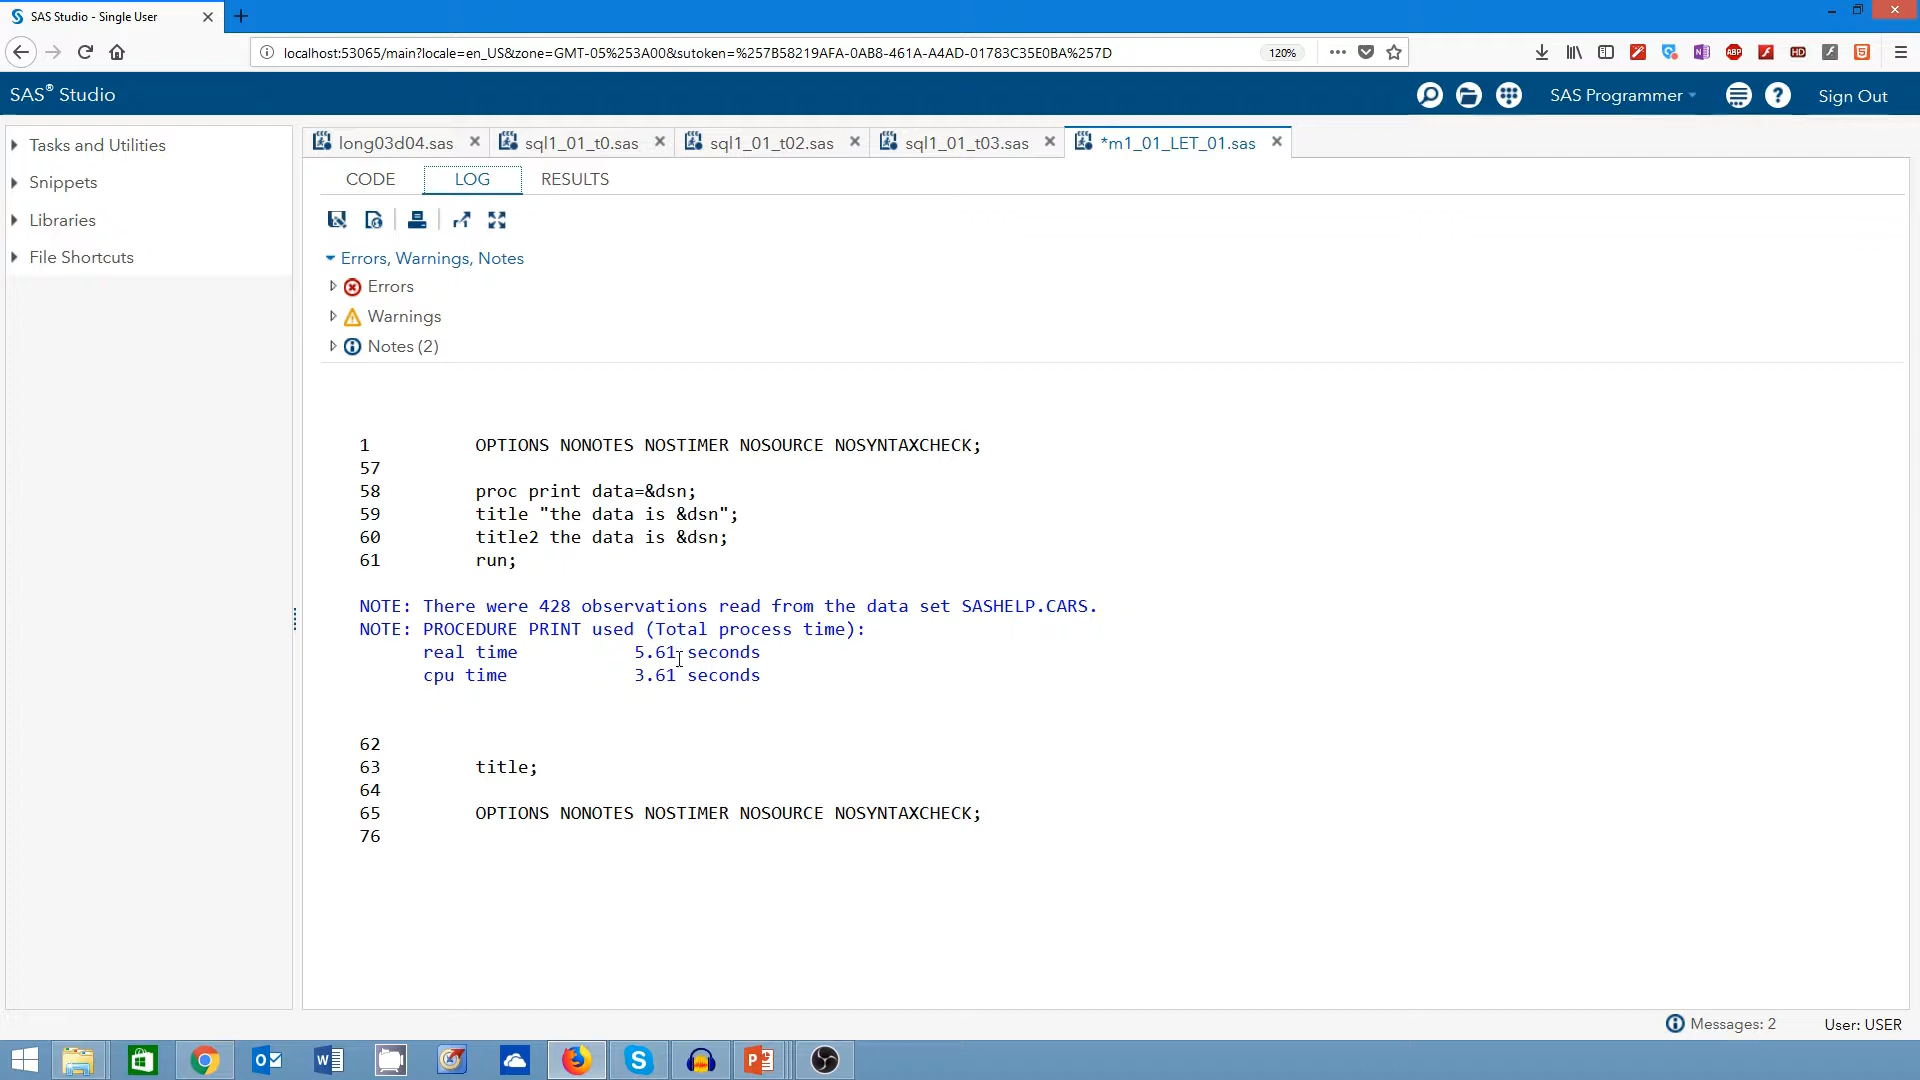 SAS Studio - Single User
localhost:53065/main?locale=en_US&zone=GMT-05%253A00&sutoken=%257B58219AFA-0AB8-461A-A4AD-01783C35E0BA%257D
120%
ABP
HD
SAS® Studio
SAS Programmer
Sign Out
Tasks and Utilities
Snippets
Libraries
File Shortcuts
long03d04.sas
sql1_01_t0.sas
sql1_01_t02.sas
sql1_01_t03.sas
*m1_01_LET_01.sas
CODE
LOG
RESULTS
Errors, Warnings, Notes
Errors
Warnings
Notes (2)
1 OPTIONS NONOTES NOSTIMER NOSOURCE NOSYNTAXCHECK;
57
58 proc print data=&dsn;
59 title "the data is &dsn";
60 title2 the data is &dsn;
61 run;
NOTE: There were 428 observations read from the data set SASHELP.CARS.
NOTE: PROCEDURE PRINT used (Total process time):
real time 5.61 seconds
cpu time 3.61 seconds
62
63 title;
64
65 OPTIONS NONOTES NOSTIMER NOSOURCE NOSYNTAXCHECK;
76
Messages: 2
User: USER